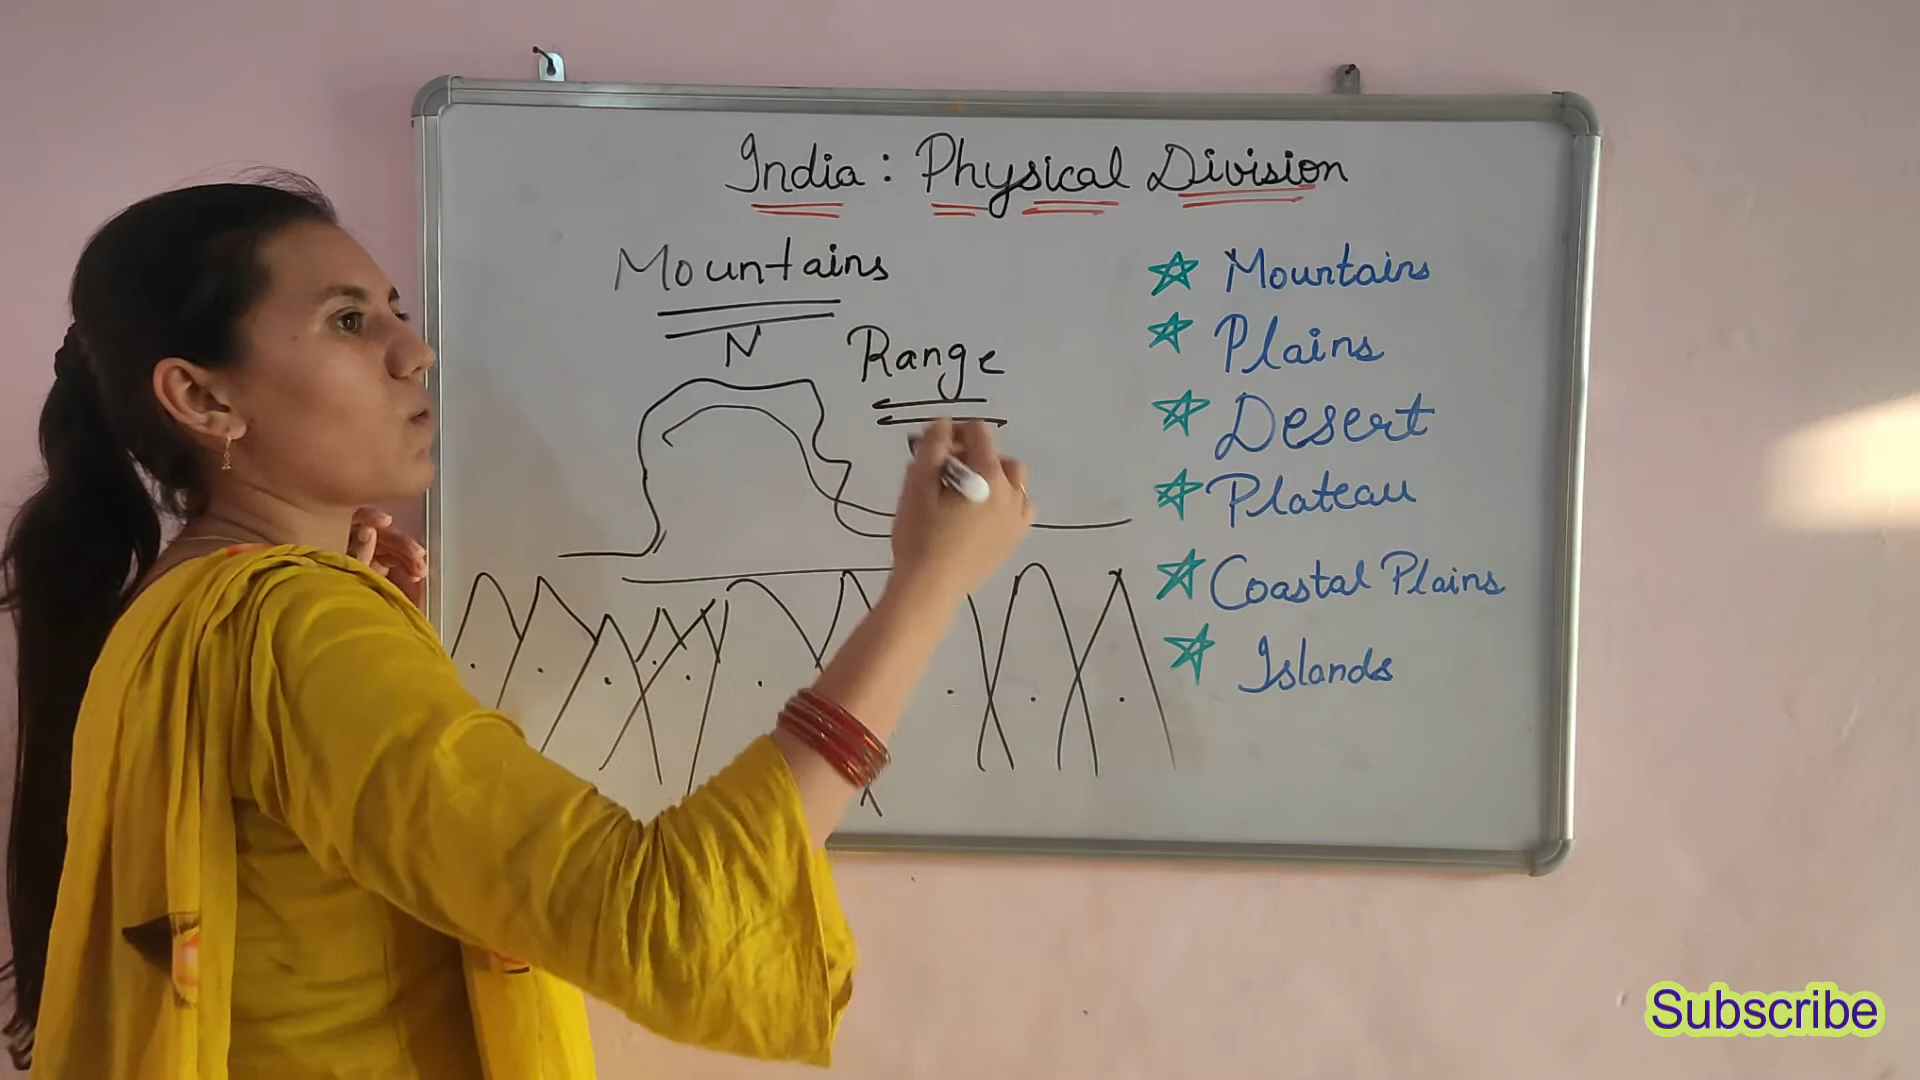 India: Physical Division
Mountains
N
Range
Mountains
Plains
Desert
Plateau
Coastal Plains
Islands
Subscribe